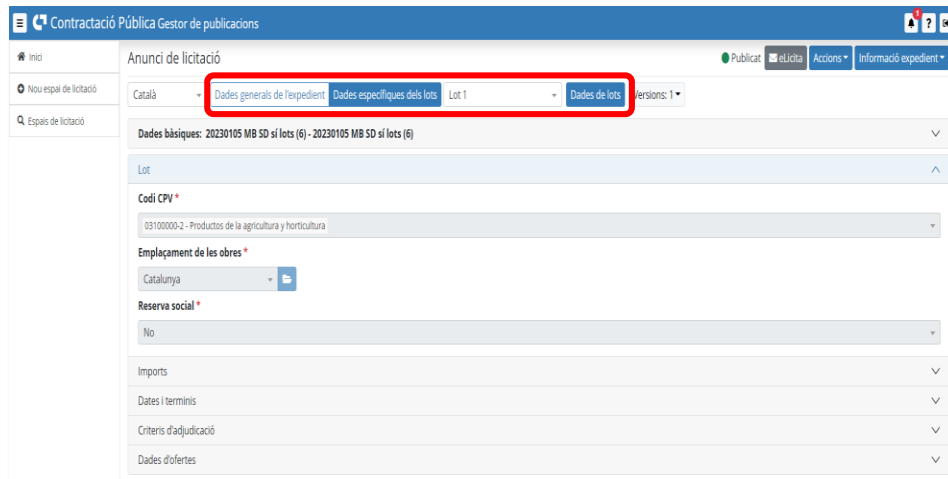 Contractació Pública Gestor de publicacions
1 ?
Inici
Anunci de licitació
Publicat eLicita Accions Informació expedient
Nou espai de licitació
Català Dades generals de l'expedient Dades específiques dels lots Lot 1 Dades de lots Versions: 1
Espais de licitació
Dades bàsiques: 20230105 MB SD sí lots (6) - 20230105 MB SD sí lots (6)
Lot
Codi CPV *
03100000-2 - Productos de la agricultura y horticultura
Emplaçament de les obres *
Catalunya
Reserva social *
No
Imports
Dates i terminis
Criteris d'adjudicació
Dades d'ofertes